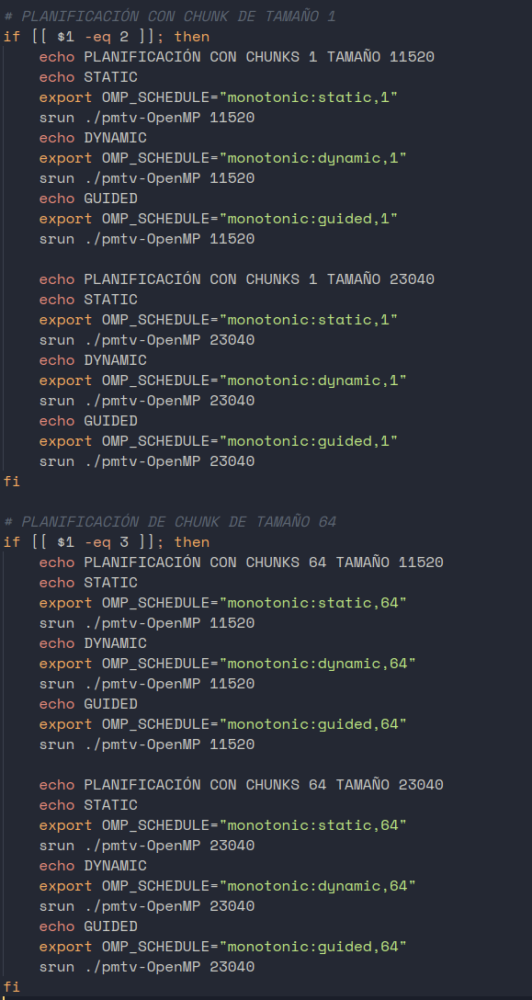 # PLANIFICACIÓN CON CHUNK DE TAMAÑO 1
if [[ $1 -eq 2 ]]; then
    echo PLANIFICACIÓN CON CHUNKS 1 TAMAÑO 11520
    echo STATIC
    export OMP_SCHEDULE="monotonic:static,1"
    srun ./pmtv-OpenMP 11520
    echo DYNAMIC
    export OMP_SCHEDULE="monotonic:dynamic,1"
    srun ./pmtv-OpenMP 11520
    echo GUIDED
    export OMP_SCHEDULE="monotonic:guided,1"
    srun ./pmtv-OpenMP 11520

    echo PLANIFICACIÓN CON CHUNKS 1 TAMAÑO 23040
    echo STATIC
    export OMP_SCHEDULE="monotonic:static,1"
    srun ./pmtv-OpenMP 23040
    echo DYNAMIC
    export OMP_SCHEDULE="monotonic:dynamic,1"
    srun ./pmtv-OpenMP 23040
    echo GUIDED
    export OMP_SCHEDULE="monotonic:guided,1"
    srun ./pmtv-OpenMP 23040
fi

# PLANIFICACIÓN DE CHUNK DE TAMAÑO 64
if [[ $1 -eq 3 ]]; then
    echo PLANIFICACIÓN CON CHUNKS 64 TAMAÑO 11520
    echo STATIC
    export OMP_SCHEDULE="monotonic:static,64"
    srun ./pmtv-OpenMP 11520
    echo DYNAMIC
    export OMP_SCHEDULE="monotonic:dynamic,64"
    srun ./pmtv-OpenMP 11520
    echo GUIDED
    export OMP_SCHEDULE="monotonic:guided,64"
    srun ./pmtv-OpenMP 11520

    echo PLANIFICACIÓN CON CHUNKS 64 TAMAÑO 23040
    echo STATIC
    export OMP_SCHEDULE="monotonic:static,64"
    srun ./pmtv-OpenMP 23040
    echo DYNAMIC
    export OMP_SCHEDULE="monotonic:dynamic,64"
    srun ./pmtv-OpenMP 23040
    echo GUIDED
    export OMP_SCHEDULE="monotonic:guided,64"
    srun ./pmtv-OpenMP 23040
fi